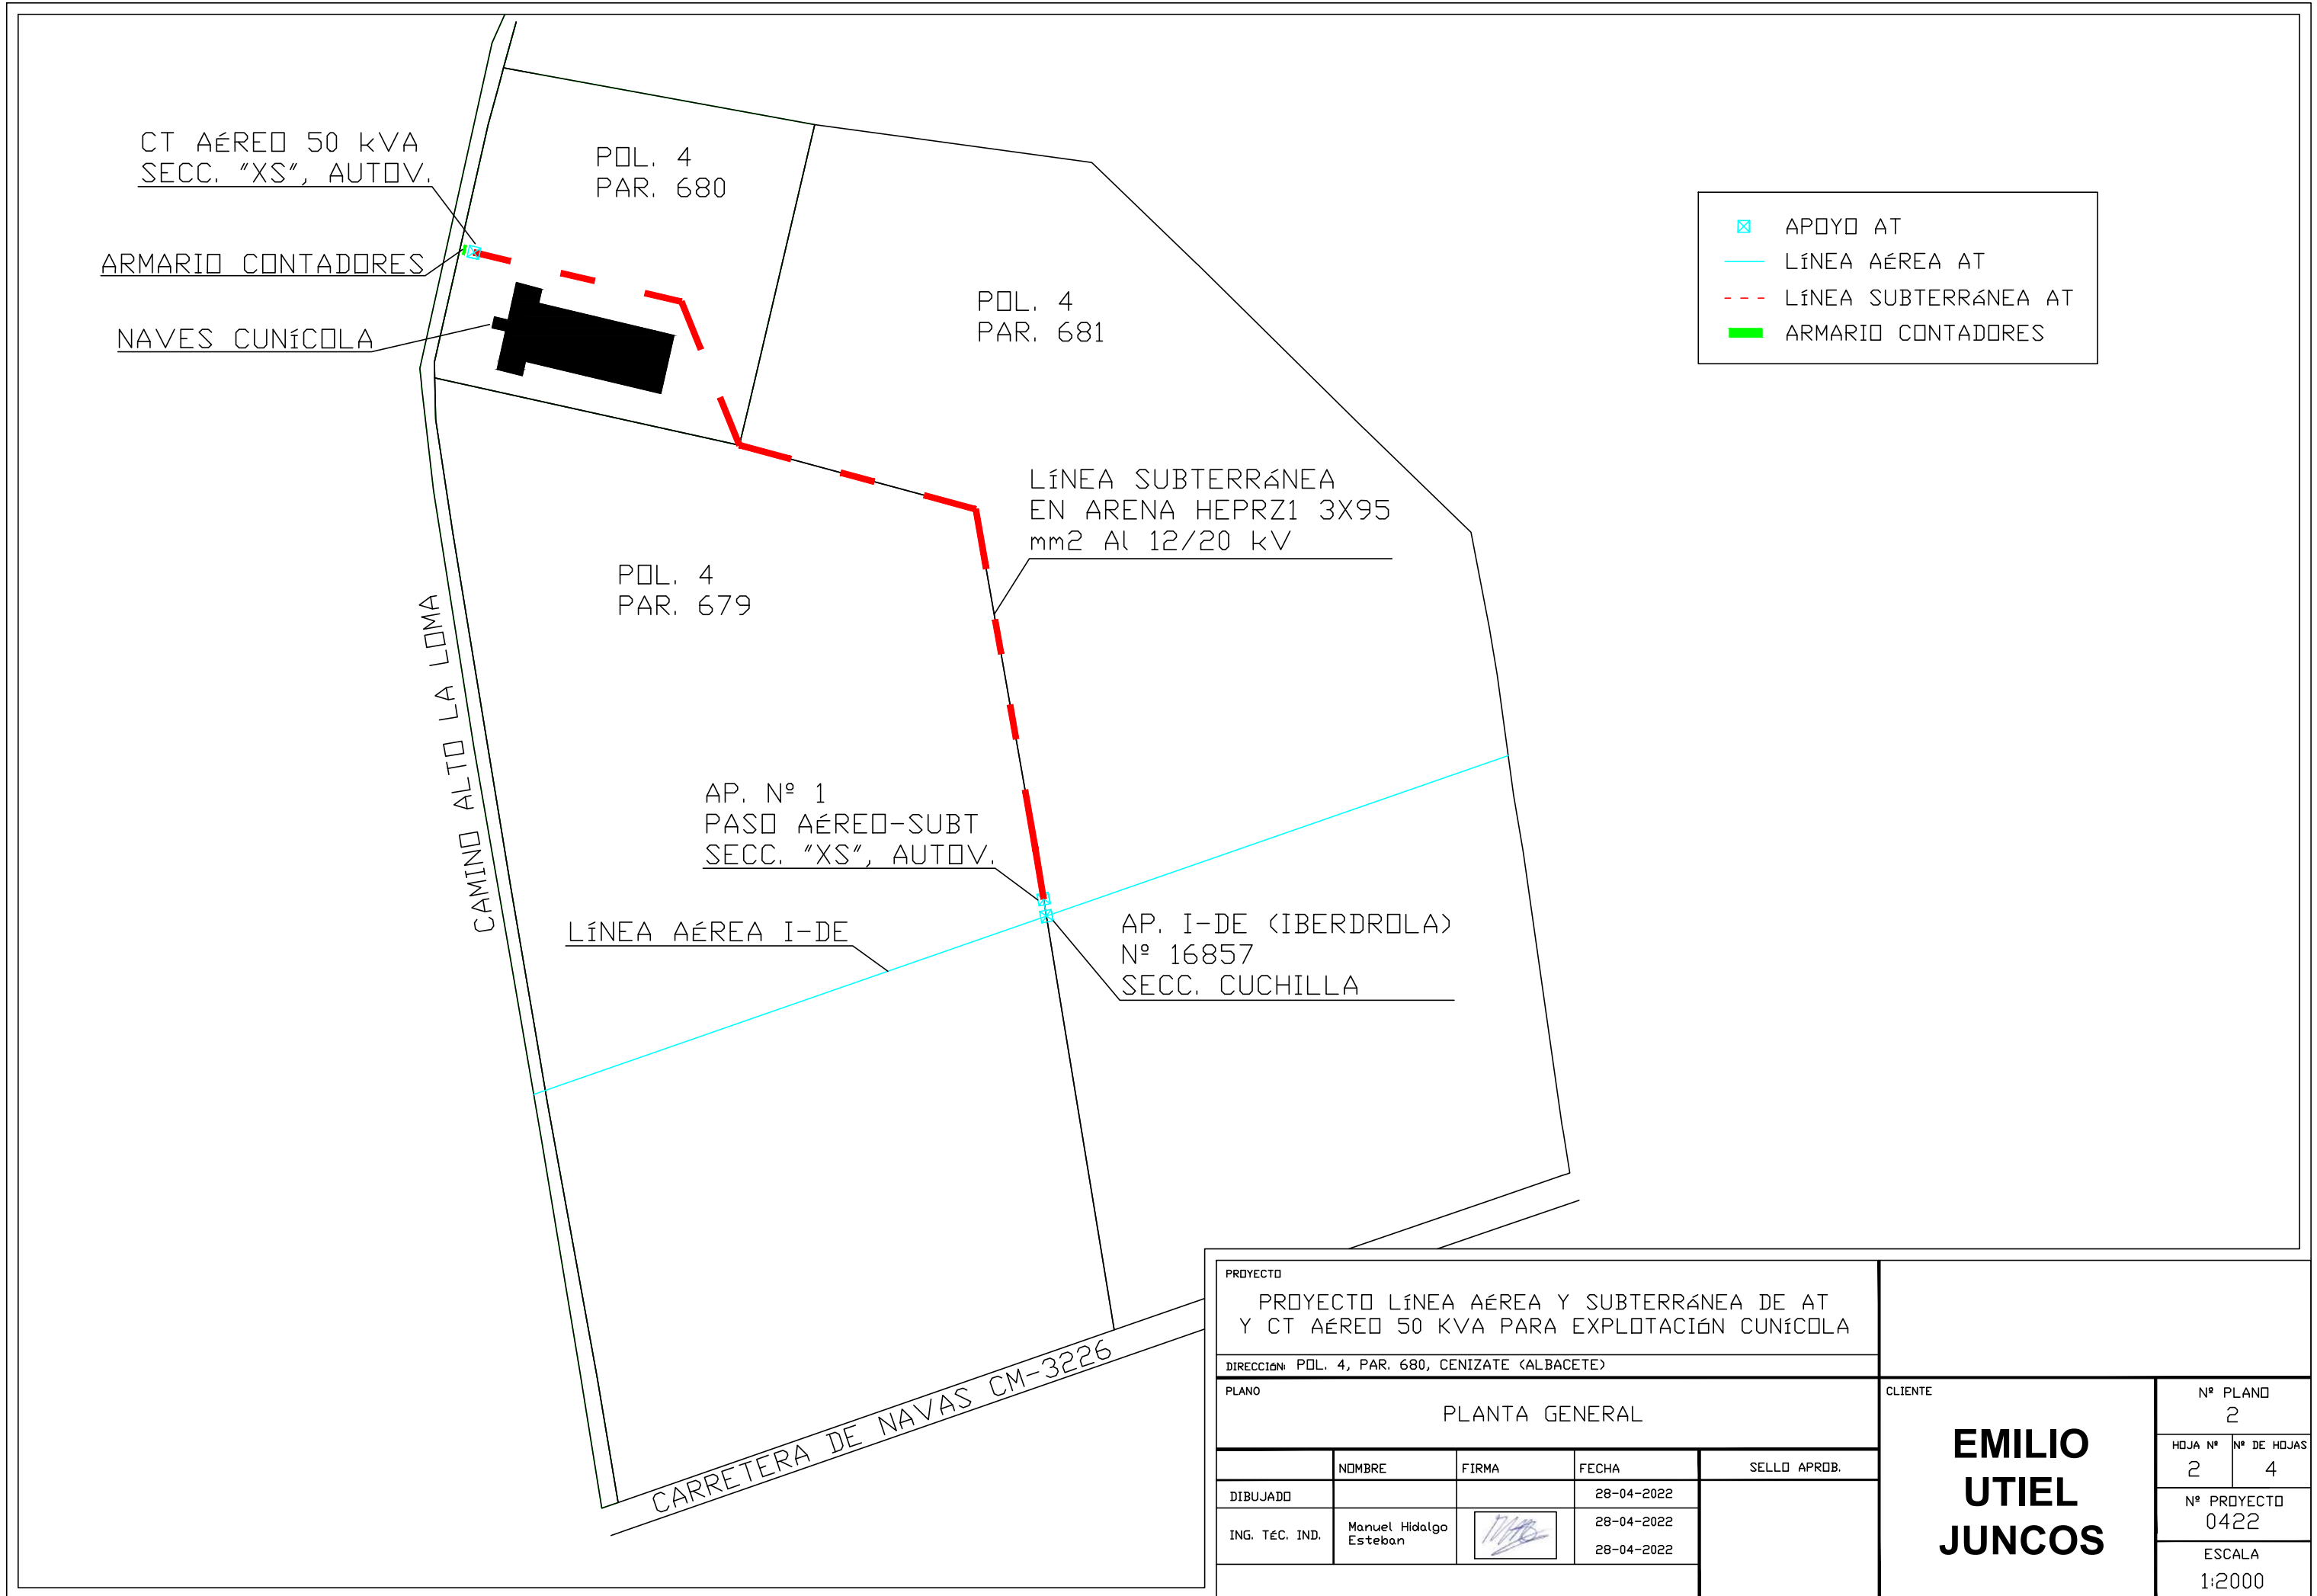 CT AÉREO 50 kVA
SECC. "XS", AUTOV.
ARMARIO CONTADORES
NAVES CUNÍCOLA
POL. 4
PAR. 680
POL. 4
PAR. 681
APOYO AT
LÍNEA AÉREA AT
LÍNEA SUBTERRÁNEA AT
ARMARIO CONTADORES
LÍNEA SUBTERRÁNEA
EN ARENA HEPRZ1 3X95
mm2 Al 12/20 kV
POL. 4
PAR. 679
CAMINO ALTO LA LOMA
AP. Nº 1
PASO AÉREO-SUBT
SECC. "XS", AUTOV.
LÍNEA AÉREA I-DE
AP. I-DE (IBERDROLA)
Nº 16857
SECC. CUCHILLA
CARRETERA DE NAVAS CM-3226
PROYECTO
PROYECTO LÍNEA AÉREA Y SUBTERRÁNEA DE AT
Y CT AÉREO 50 KVA PARA EXPLOTACIÓN CUNÍCOLA
DIRECCIÓN: POL. 4, PAR. 680, CENIZATE (ALBACETE)
PLANO
PLANTA GENERAL
NOMBRE FIRMA FECHA SELLO APROB.
DIBUJADO 28-04-2022
ING. TÉC. IND. Manuel Hidalgo Esteban 28-04-2022
28-04-2022
CLIENTE
EMILIO
UTIEL
JUNCOS
Nº PLANO
2
HOJA Nº Nº DE HOJAS
2 4
Nº PROYECTO
0422
ESCALA
1:2000